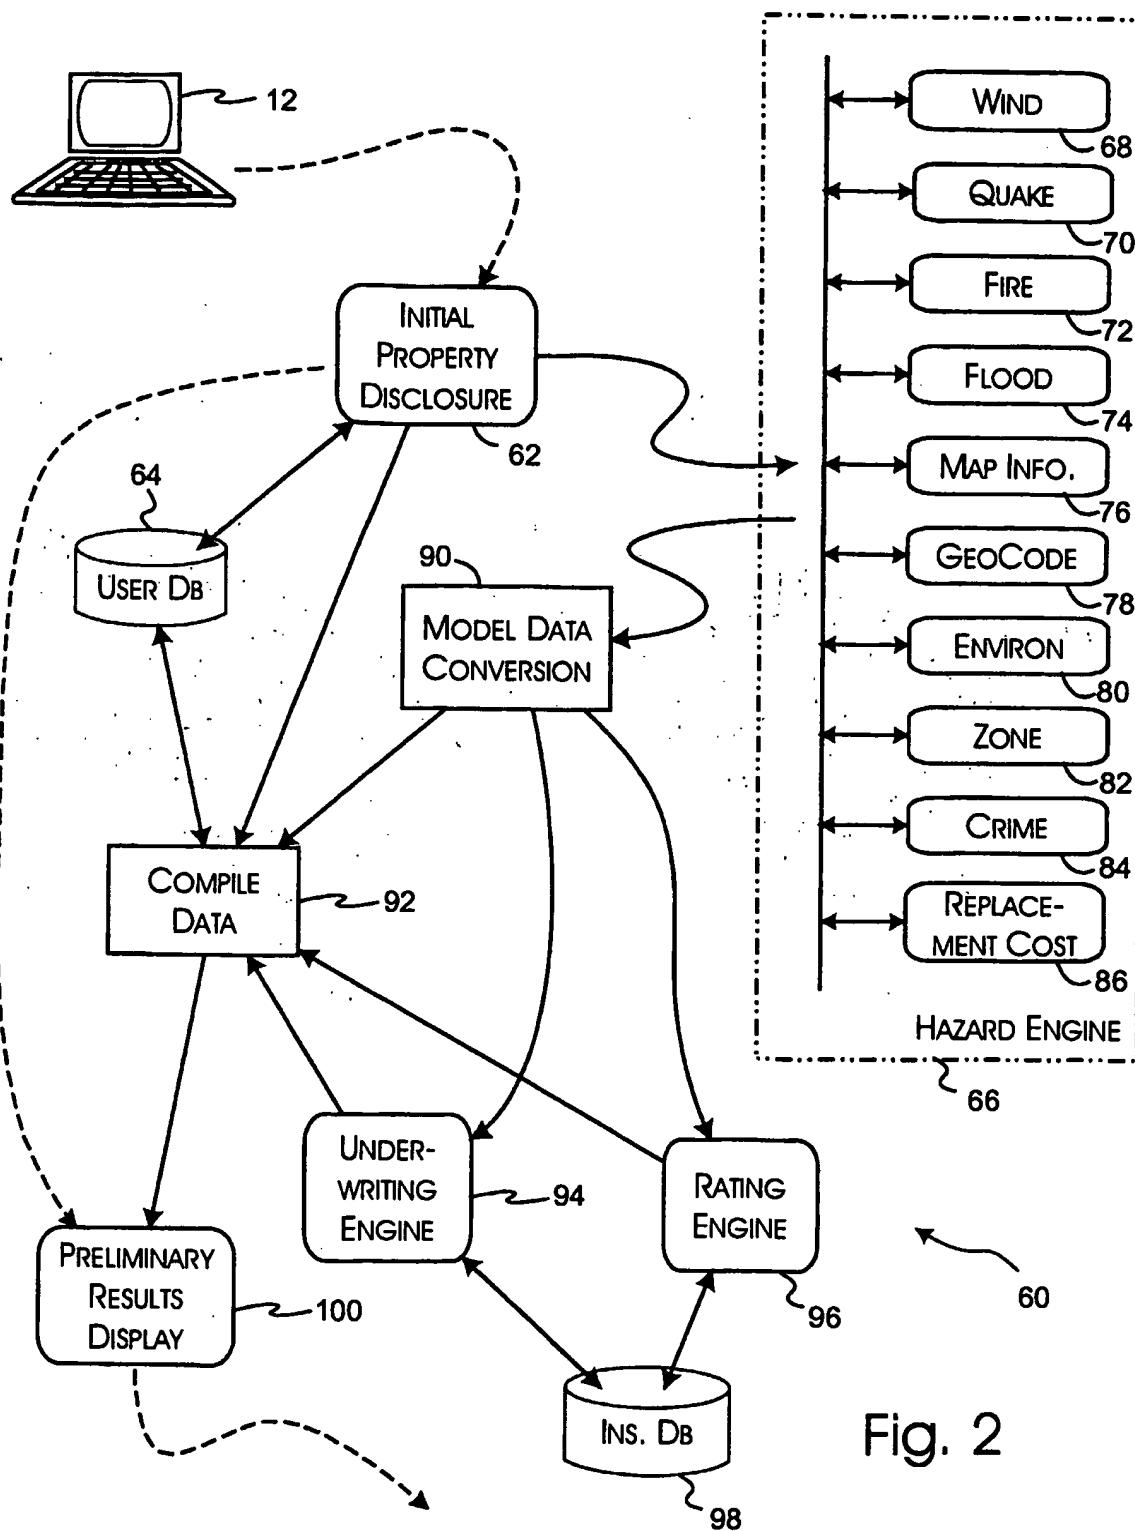 12
INITIAL
PROPERTY
DISCLOSURE
62
64
USER DB
90
MODEL DATA
CONVERSION
COMPILE
DATA
92
UNDER-
WRITING
ENGINE
94
RATING
ENGINE
96
PRELIMINARY
RESULTS
DISPLAY
100
INS. DB
98
WIND
68
QUAKE
70
FIRE
72
FLOOD
74
MAP INFO.
76
GEOCODE
78
ENVIRON
80
ZONE
82
CRIME
84
REPLACE-
MENT COST
86
HAZARD ENGINE
66
60
Fig. 2